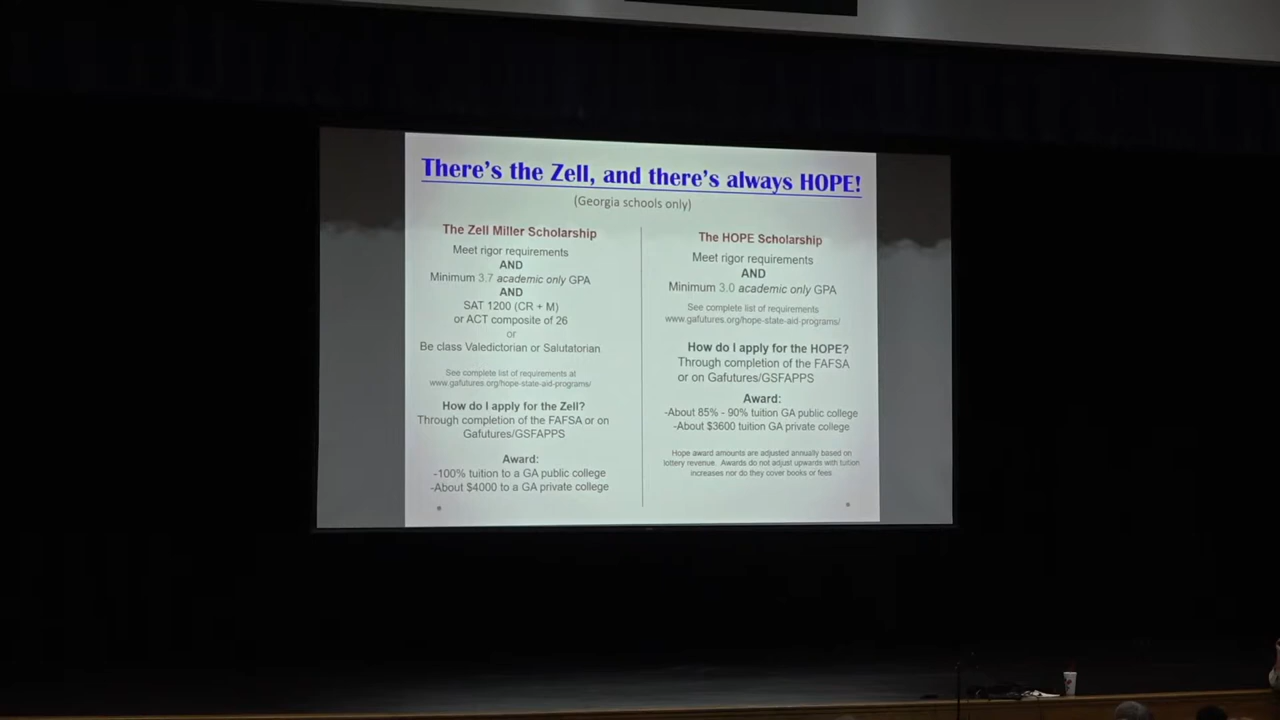 There's the Zell, and there's always HOPE!
(Georgia schools only)
The Zell Miller Scholarship
Meet rigor requirements
AND
Minimum 3.7 academic only GPA
AND
SAT 1200 (CR + M)
or ACT composite of 26
or
Be class Valedictorian or Salutatorian
See complete list of requirements at
www.gafutures.org/hope-state-aid-programs/
How do I apply for the Zell?
Through completion of the FAFSA or on
Gafutures/GSFAPPS
Award:
-100% tuition to a GA public college
-About $4000 to a GA private college
The HOPE Scholarship
Meet rigor requirements
AND
Minimum 3.0 academic only GPA
See complete list of requirements
www.gafutures.org/hope-state-aid-programs/
How do I apply for the HOPE?
Through completion of the FAFSA
or on Gafutures/GSFAPPS
Award:
-About 85% - 90% tuition GA public college
-About $3600 tuition GA private college
Hope award amounts are adjusted annually based on
lottery revenue. Awards do not adjust upwards with tuition
increases nor do they cover books or fees